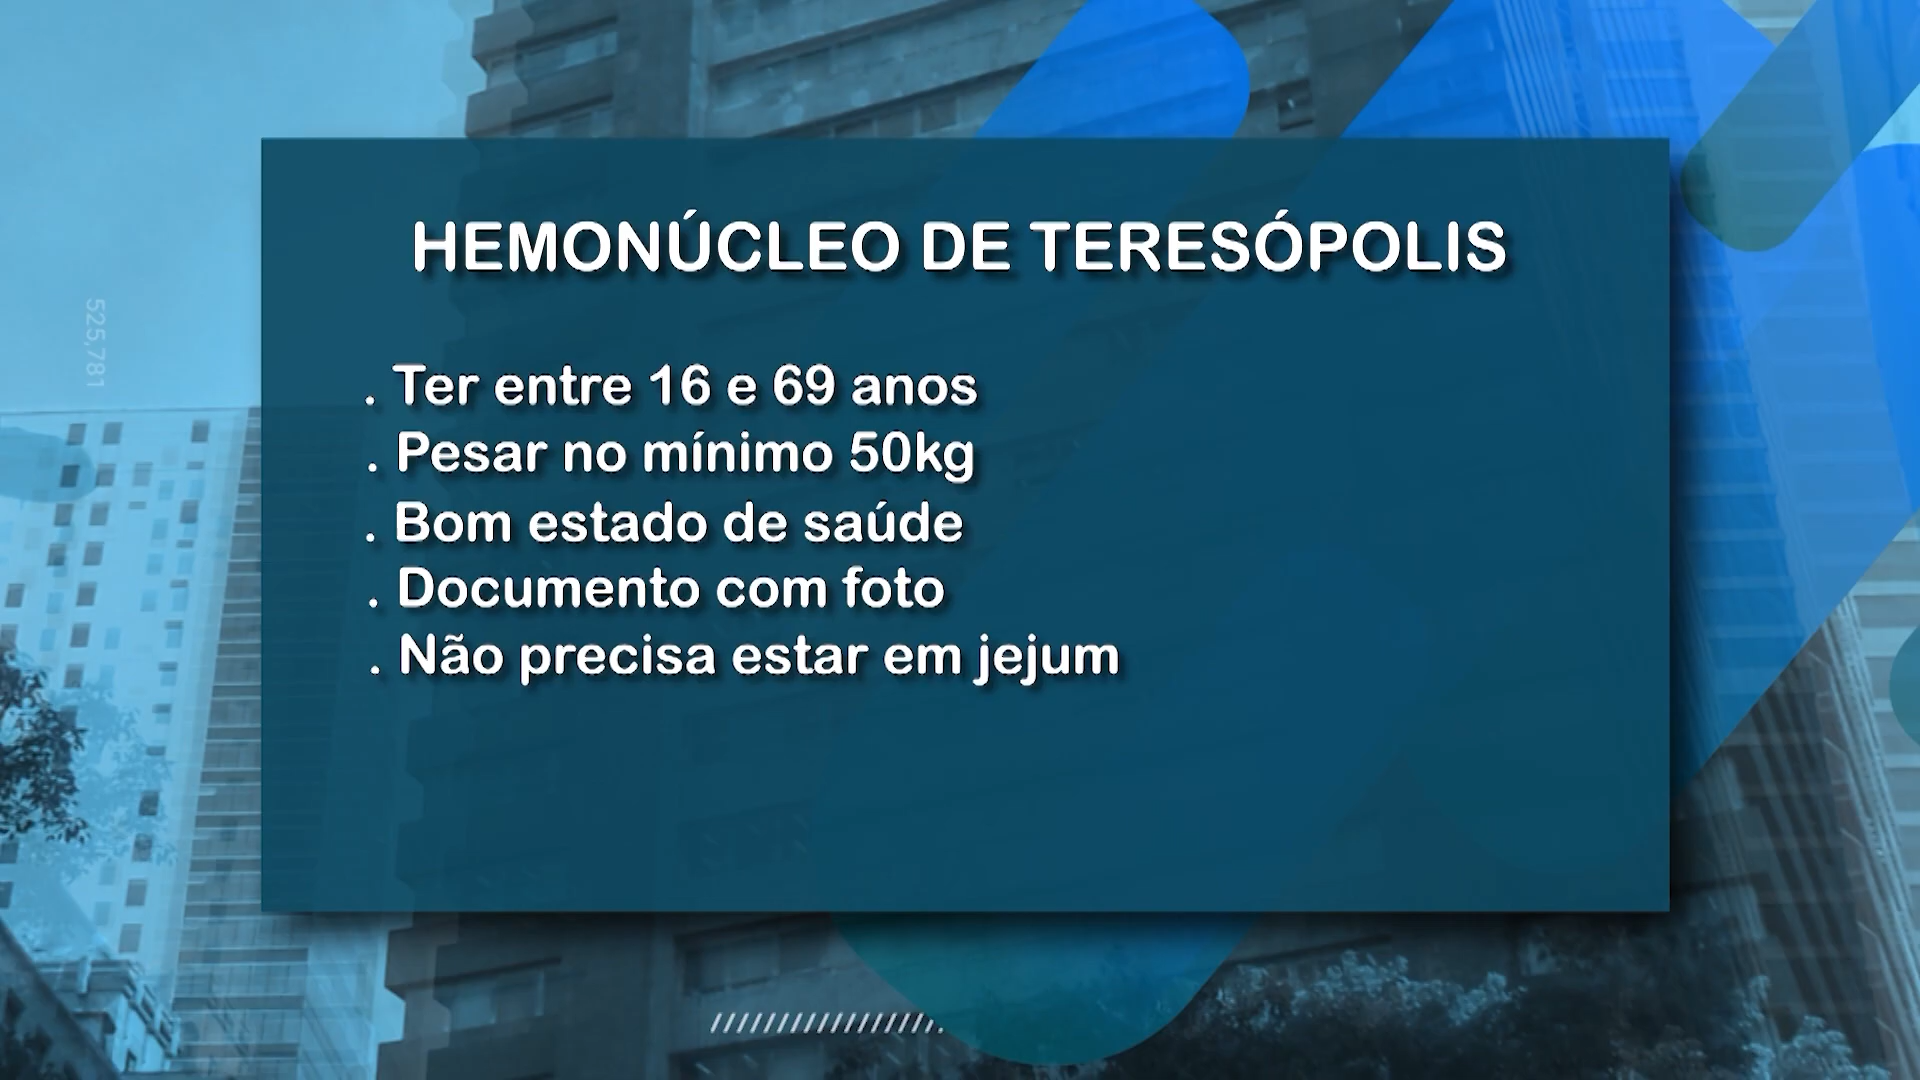 HEMONÚCLEO DE TERESÓPOLIS
. Ter entre 16 e 69 anos
. Pesar no mínimo 50kg
. Bom estado de saúde
. Documento com foto
. Não precisa estar em jejum
525,781